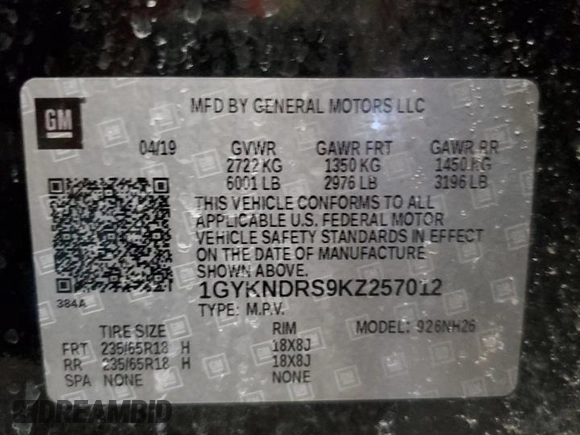 GM
MFD BY GENERAL MOTORS LLC
04/19 GVWR GAWR FRT GAWR RR
2722 KG 1350 KG 1450 KG
6001 LB 2976 LB 3196 LB
THIS VEHICLE CONFORMS TO ALL
APPLICABLE U.S. FEDERAL MOTOR
VEHICLE SAFETY STANDARDS IN EFFECT
ON THE DATE OF MANUFACTURE
SHOWN ABOVE.
384A
1GYKNDRS9KZ257012
TYPE: M.P.V.
TIRE SIZE RIM MODEL: 926NH26
FRT 235/65R18 H 18X8J
RR 235/65R18 H 18X8J
SPA NONE NONE
DREAMBID